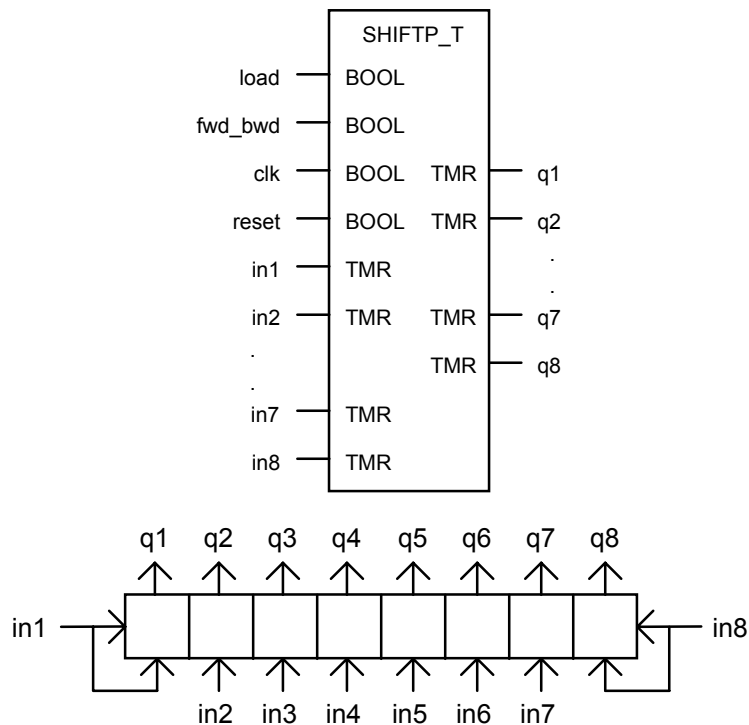 SHIFTP_T
load BOOL
fwd_bwd BOOL
clk BOOL TMR q1
reset BOOL TMR q2
in1 TMR .
in2 TMR TMR q7
. TMR q8
.
in7 TMR
in8 TMR
q1 q2 q3 q4 q5 q6 q7 q8
in1 in8
in2 in3 in4 in5 in6 in7